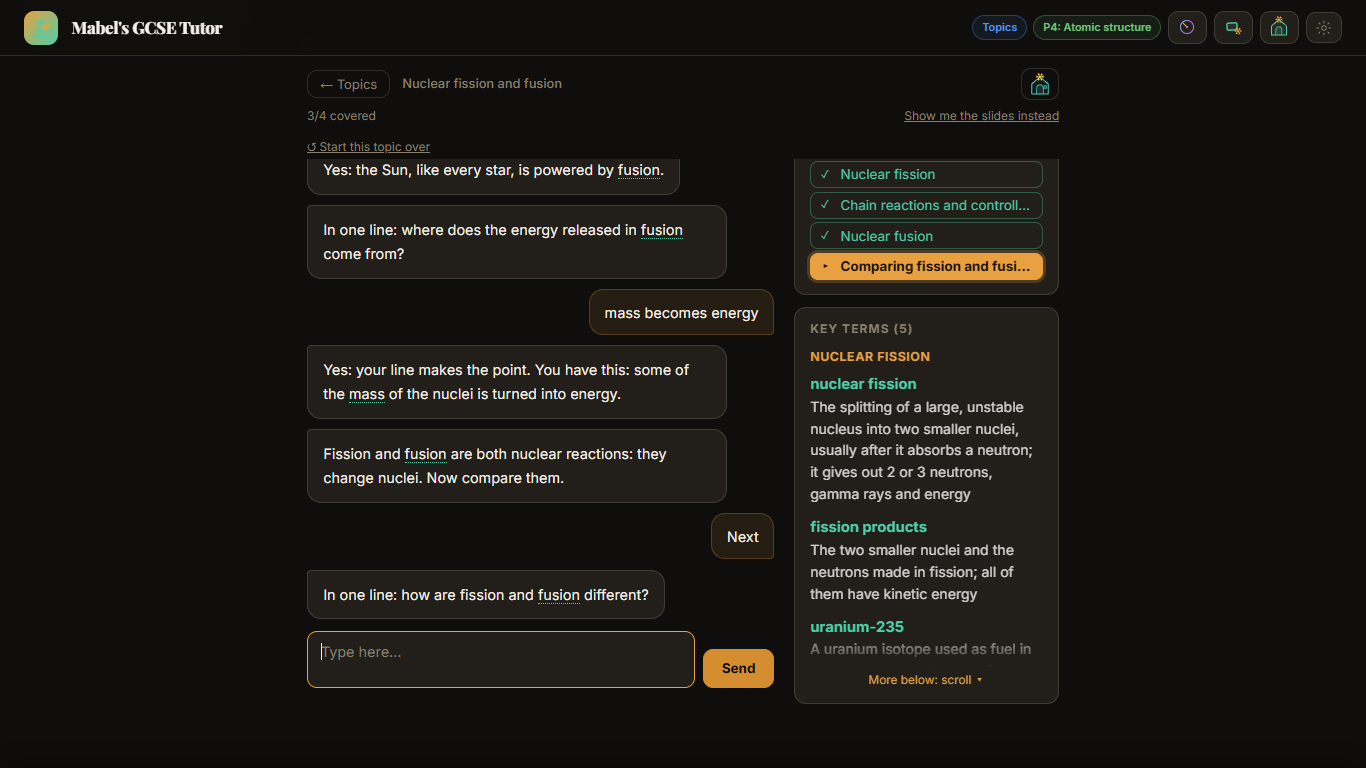 Mabel's GCSE Tutor
Topics
P4: Atomic structure
← Topics
Nuclear fission and fusion
3/4 covered
Show me the slides instead
↺ Start this topic over
Yes: the Sun, like every star, is powered by fusion.
In one line: where does the energy released in fusion
come from?
mass becomes energy
Yes: your line makes the point. You have this: some of
the mass of the nuclei is turned into energy.
Fission and fusion are both nuclear reactions: they
change nuclei. Now compare them.
Next
In one line: how are fission and fusion different?
Type here...
Send
✓ Nuclear fission
✓ Chain reactions and controll...
✓ Nuclear fusion
▸ Comparing fission and fusi...
KEY TERMS (5)
NUCLEAR FISSION
nuclear fission
The splitting of a large, unstable
nucleus into two smaller nuclei,
usually after it absorbs a neutron;
it gives out 2 or 3 neutrons,
gamma rays and energy
fission products
The two smaller nuclei and the
neutrons made in fission; all of
them have kinetic energy
uranium-235
A uranium isotope used as fuel in
More below: scroll ▾